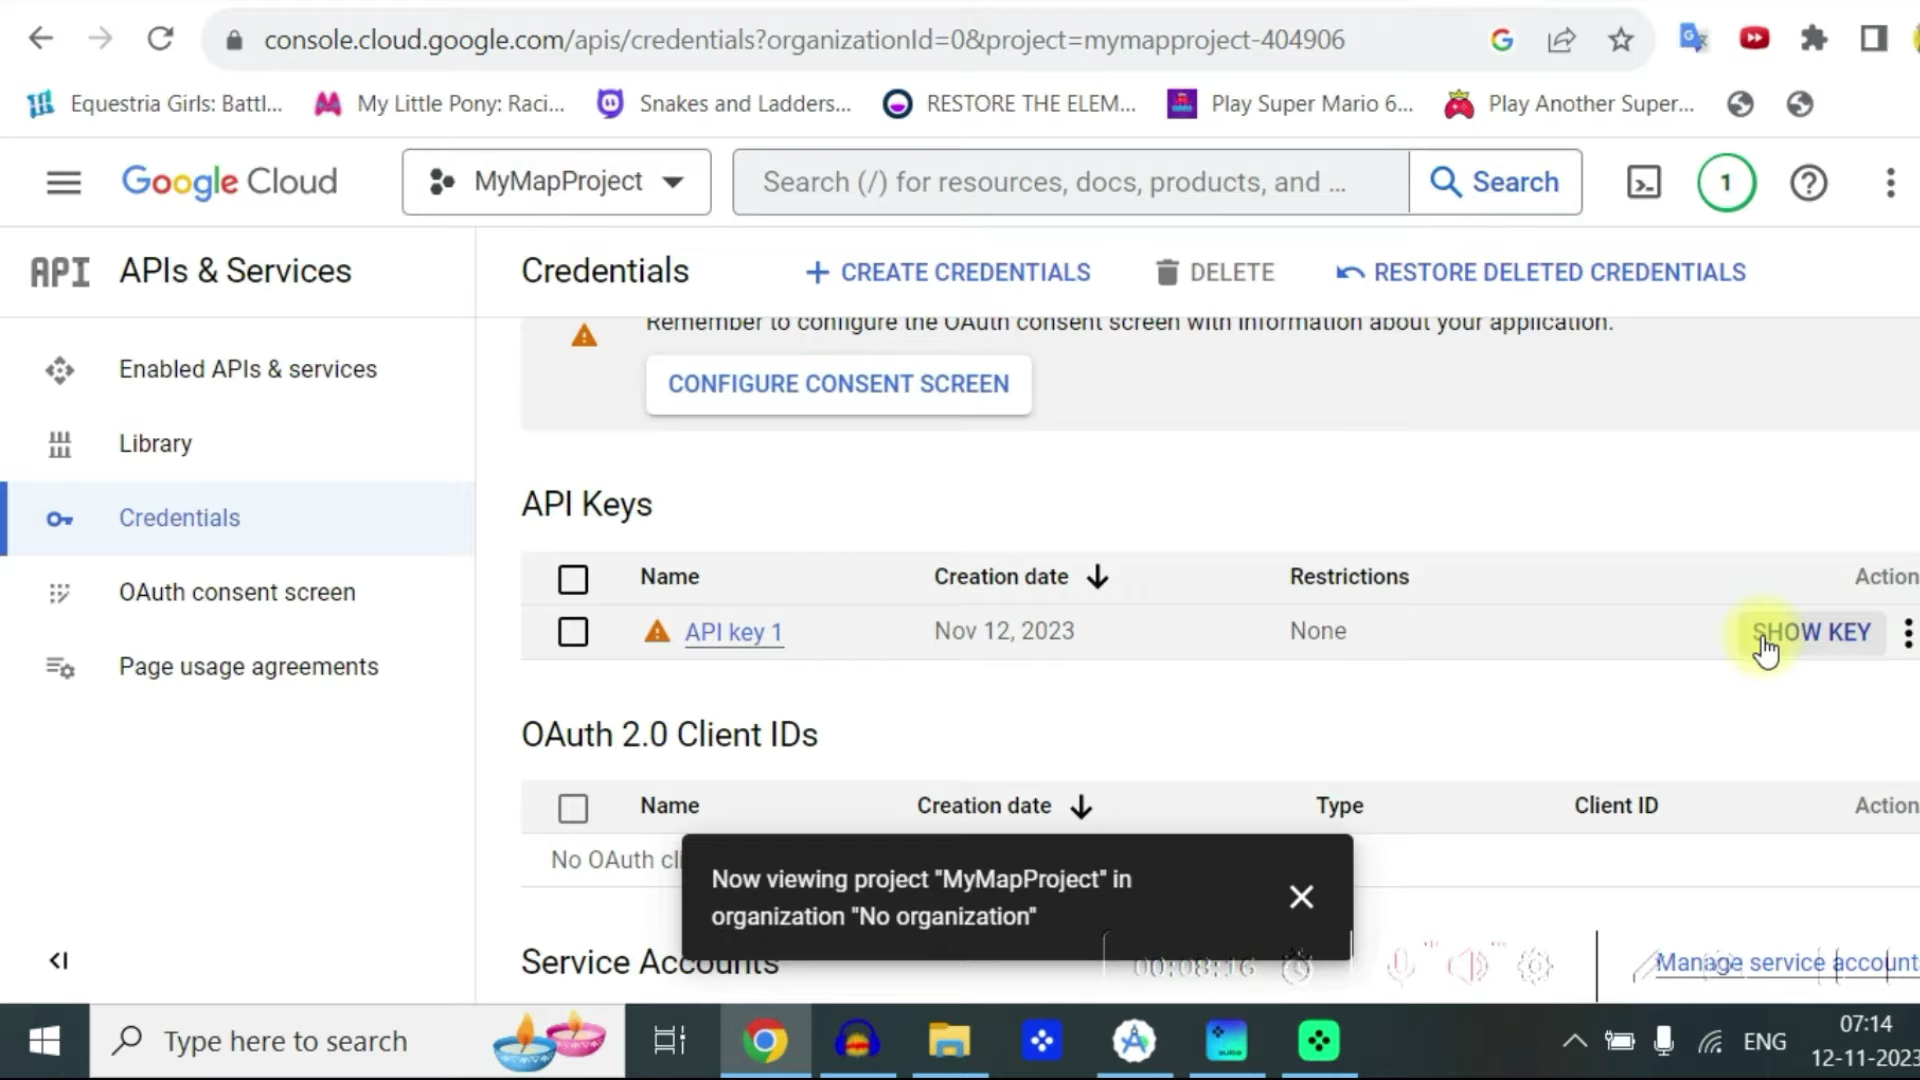 console.cloud.google.com/apis/credentials?organizationId=0&project=mymapproject-404906
Equestria Girls: Battl...
My Little Pony: Raci...
Snakes and Ladders...
RESTORE THE ELEM...
Play Super Mario 6...
Play Another Super...
Google Cloud
MyMapProject
Search (/) for resources, docs, products, and ...
Search
1
API APIs & Services
Credentials
+ CREATE CREDENTIALS
DELETE
RESTORE DELETED CREDENTIALS
Remember to configure the OAuth consent screen with information about your application.
CONFIGURE CONSENT SCREEN
Enabled APIs & services
Library
Credentials
OAuth consent screen
Page usage agreements
API Keys
Name Creation date Restrictions Action
API key 1 Nov 12, 2023 None SHOW KEY
OAuth 2.0 Client IDs
Name Creation date Type Client ID Action
No OAuth cli
Now viewing project "MyMapProject" in
organization "No organization"
Service Accounts
00:08:16
Manage service accounts
Type here to search
ENG
07:14
12-11-2023